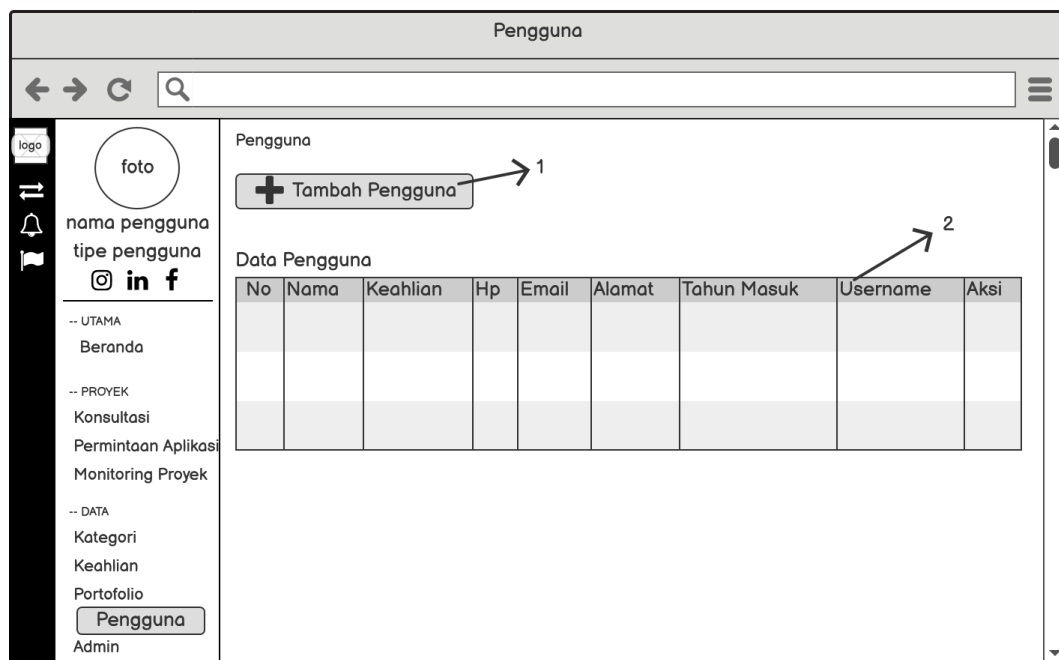 Pengguna
logo
foto
nama pengguna
tipe pengguna
in f
-- UTAMA
Beranda
-- PROYEK
Konsultasi
Permintaan Aplikasi
Monitoring Proyek
-- DATA
Kategori
Keahlian
Portofolio
Pengguna
Admin
Pengguna
Tambah Pengguna
1
2
Data Pengguna
No Nama Keahlian Hp Email Alamat Tahun Masuk Username Aksi